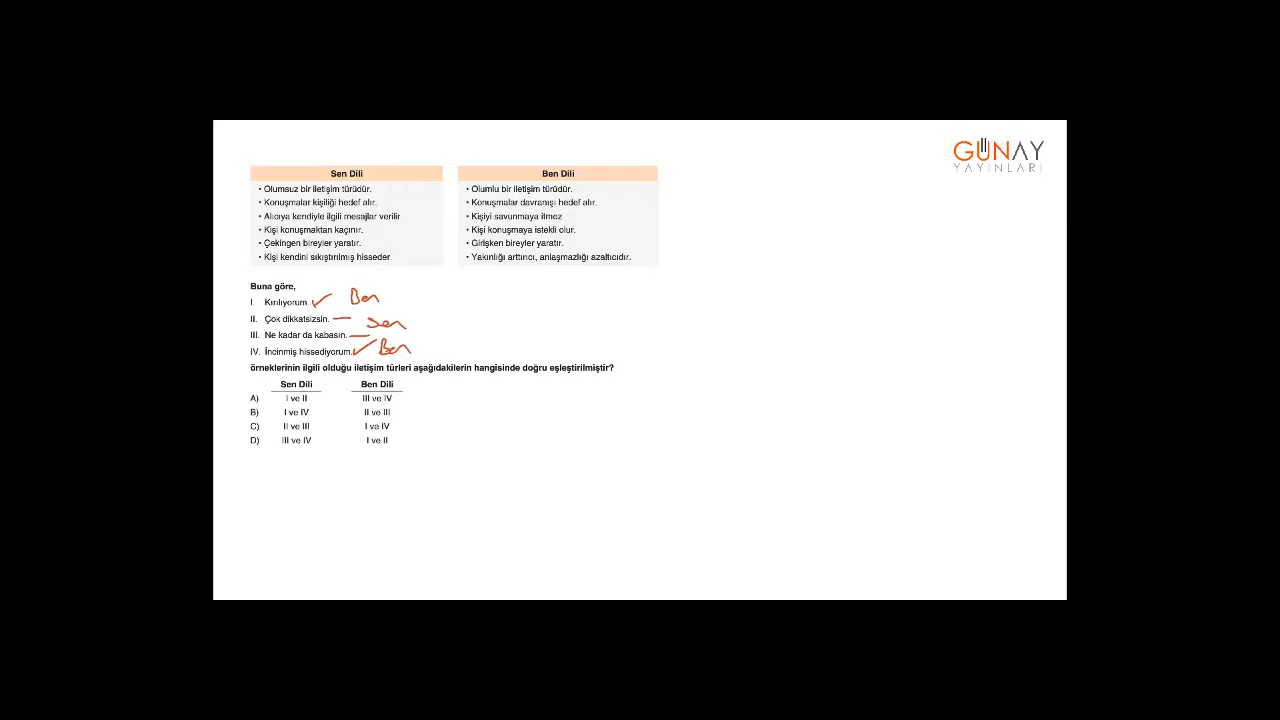 GÜNAY
YAYINLARI
Sen Dili
• Olumsuz bir iletişim türüdür.
• Konuşmalar kişiliği hedef alır.
• Alıcıya kendiyle ilgili mesajlar verilir
• Kişi konuşmaktan kaçınır.
• Çekingen bireyler yaratır.
• Kişi kendini sıkıştırılmış hisseder.
Ben Dili
• Olumlu bir iletişim türüdür.
• Konuşmalar davranışı hedef alır.
• Kişiyi savunmaya itmez
• Kişi konuşmaya istekli olur.
• Girişken bireyler yaratır.
• Yakınlığı arttırıcı, anlaşmazlığı azaltıcıdır.
Buna göre,
I. Kırılıyorum. Ben
II. Çok dikkatsizsin. Sen
III. Ne kadar da kabasın.
IV. İncinmiş hissediyorum. Ben
örneklerinin ilgili olduğu iletişim türleri aşağıdakilerin hangisinde doğru eşleştirilmiştir?
Sen Dili Ben Dili
A) I ve II III ve IV
B) I ve IV II ve III
C) II ve III I ve IV
D) III ve IV I ve II